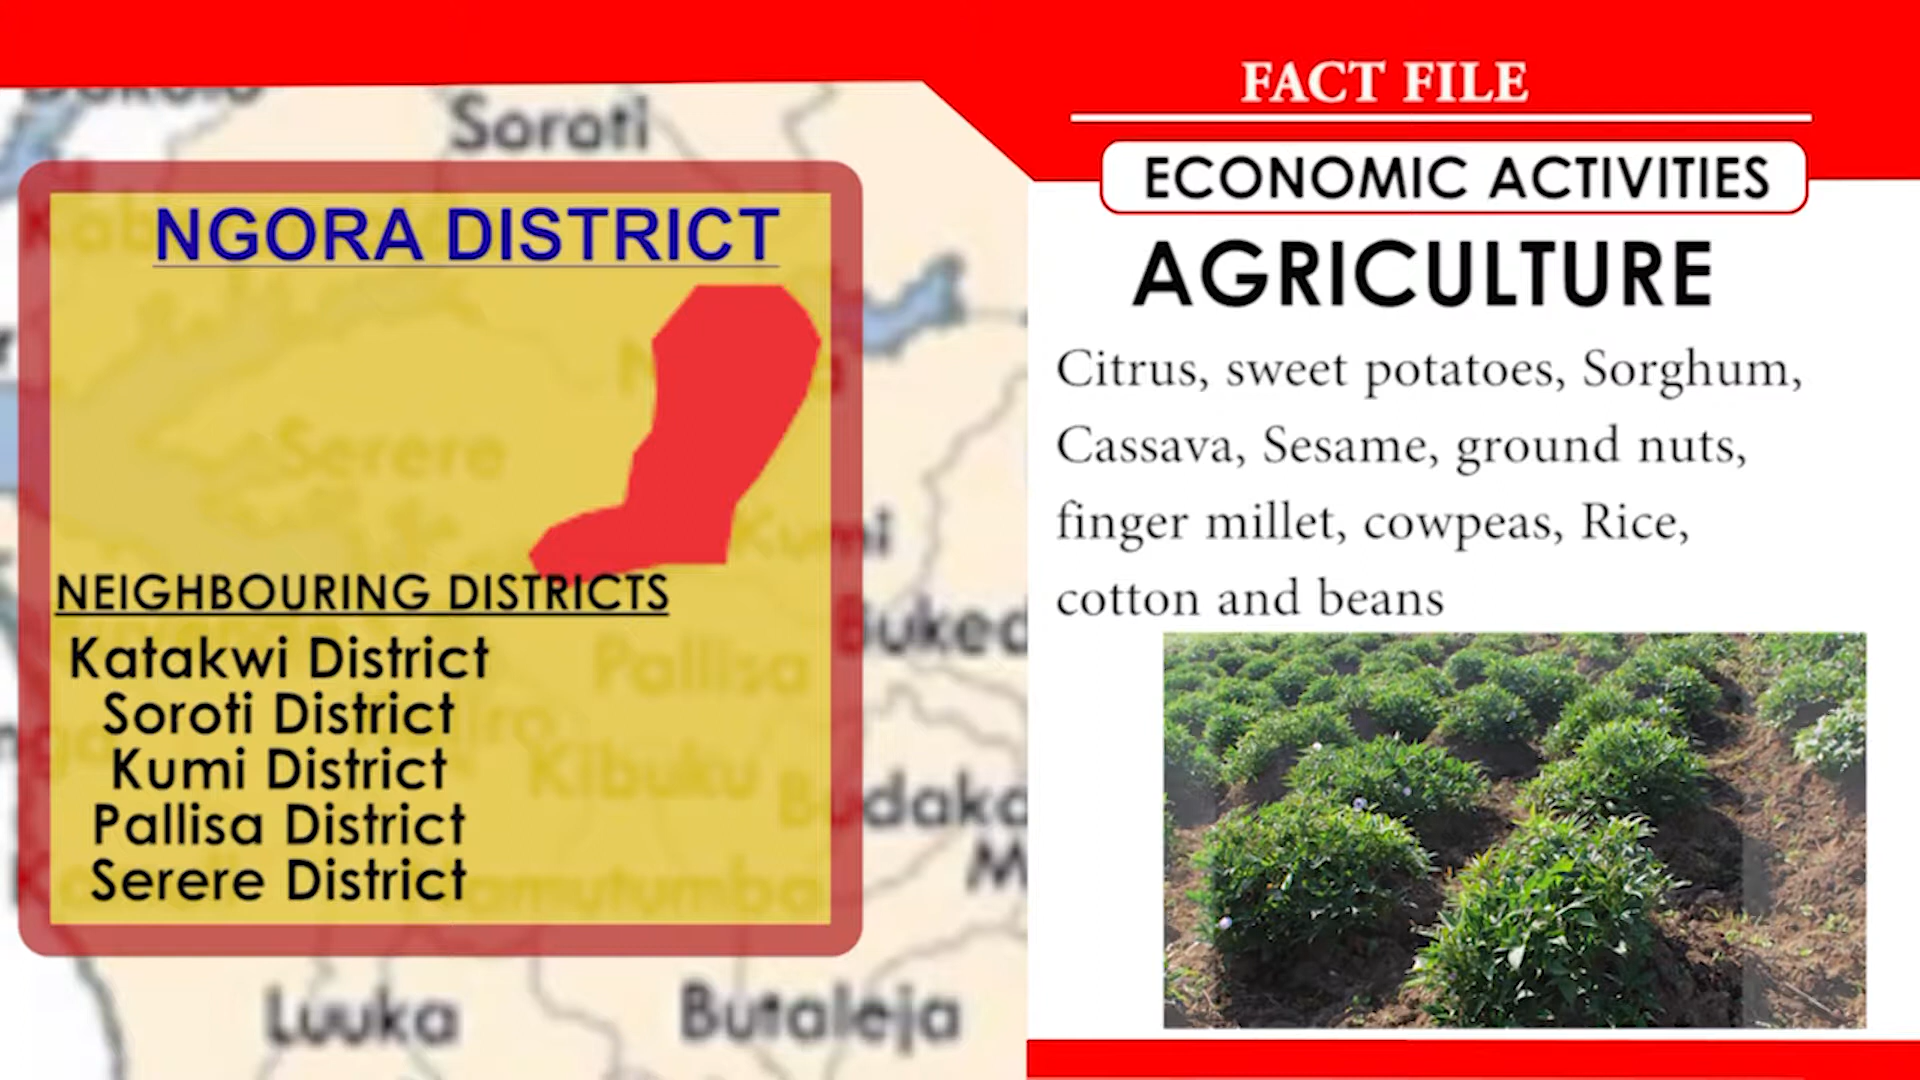 FACT FILE
ECONOMIC ACTIVITIES
AGRICULTURE
Citrus, sweet potatoes, Sorghum,
Cassava, Sesame, ground nuts,
finger millet, cowpeas, Rice,
cotton and beans
Soroti
NGORA DISTRICT
Serere
Kumi
NEIGHBOURING DISTRICTS
Katakwi District
Soroti District
Kumi District
Pallisa District
Serere District
Pallisa
Kibuku
Namutumba
Luuka
Butaleja